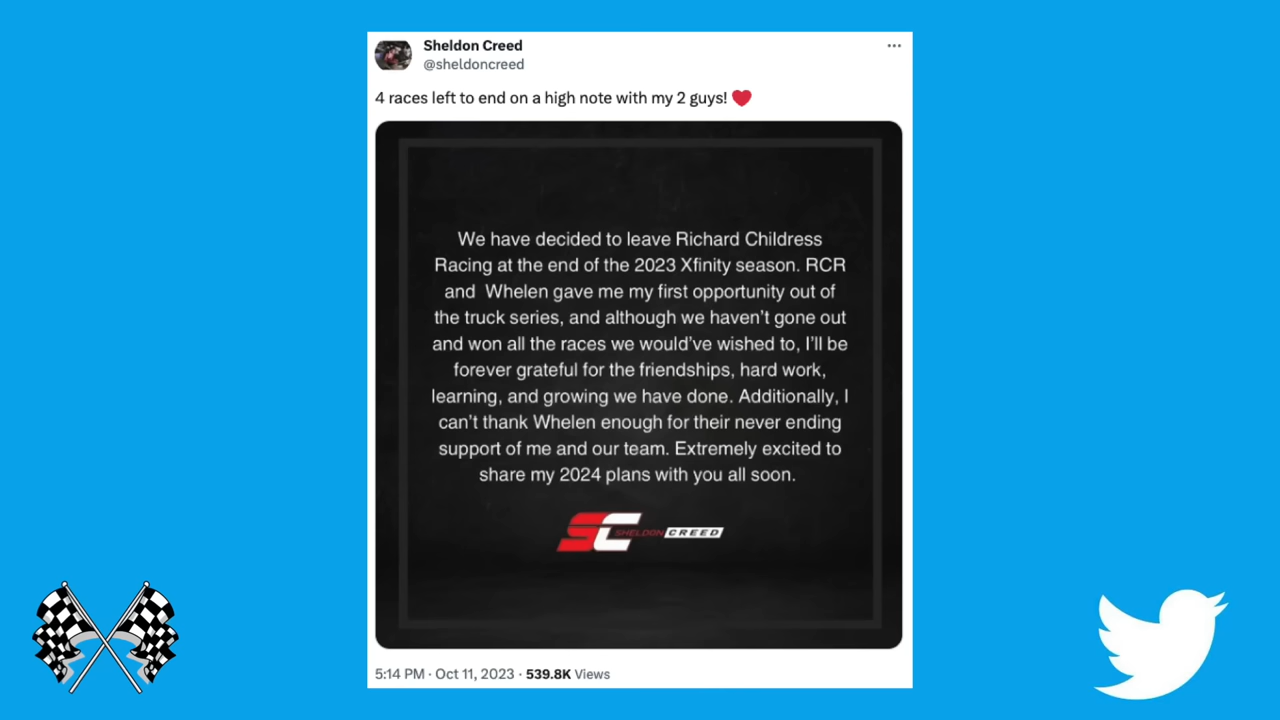 Sheldon Creed
@sheldoncreed
4 races left to end on a high note with my 2 guys!
We have decided to leave Richard Childress
Racing at the end of the 2023 Xfinity season. RCR
and Whelen gave me my first opportunity out of
the truck series, and although we haven't gone out
and won all the races we would've wished to, I'll be
forever grateful for the friendships, hard work,
learning, and growing we have done. Additionally, I
can't thank Whelen enough for their never ending
support of me and our team. Extremely excited to
share my 2024 plans with you all soon.
SC SHELDON CREED
5:14 PM · Oct 11, 2023 · 539.8K Views